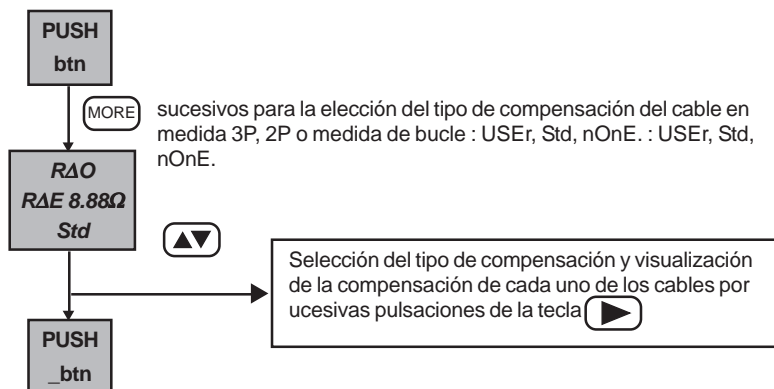 PUSH
btn
MORE
sucesivos para la elección del tipo de compensación del cable en
medida 3P, 2P o medida de bucle : USEr, Std, nOnE. : USEr, Std,
nOnE.
RΔO
RΔE 8.88Ω
Std
▲▼
Selección del tipo de compensación y visualización
de la compensación de cada uno de los cables por
ucesivas pulsaciones de la tecla ▶
PUSH
_btn